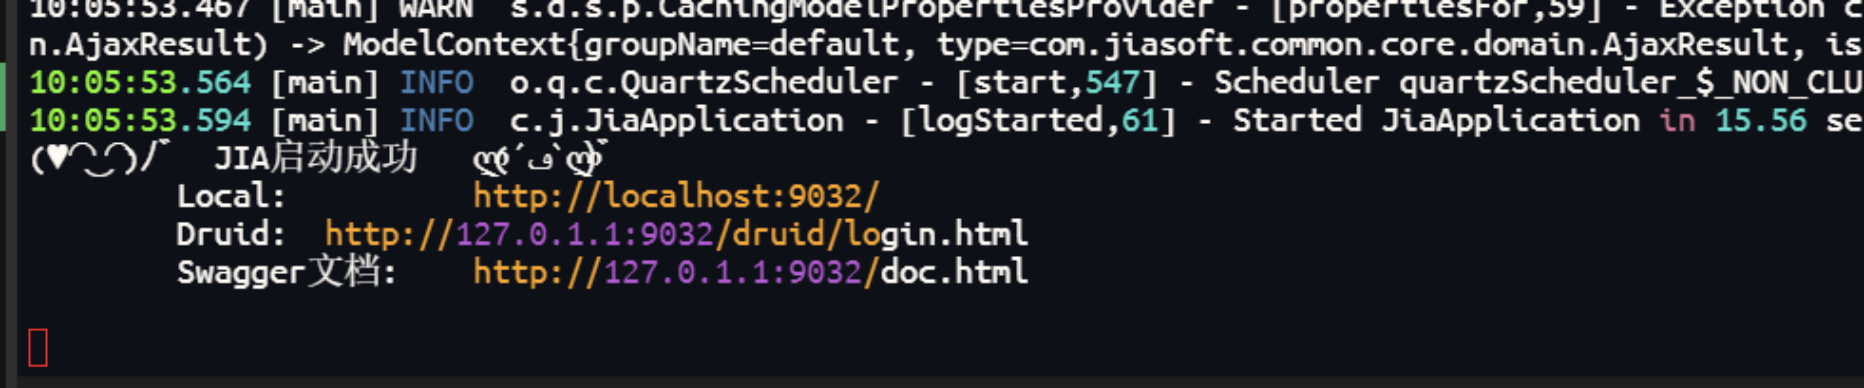 10:05:53.467 [main] WARN  s.d.s.p.CachingModelPropertiesProvider - [propertiesFor,59] - Exception c
n.AjaxResult) -> ModelContext{groupName=default, type=com.jiasoft.common.core.domain.AjaxResult, is
10:05:53.564 [main] INFO  o.q.c.QuartzScheduler - [start,547] - Scheduler quartzScheduler_$_NON_CLU
10:05:53.594 [main] INFO  c.j.JiaApplication - [logStarted,61] - Started JiaApplication in 15.56 se
(♥◠‿◠)ノ゙  JIA启动成功   ლ(´ڡ`ლ)゙
Local: http://localhost:9032/
Druid: http://127.0.1.1:9032/druid/login.html
Swagger文档: http://127.0.1.1:9032/doc.html